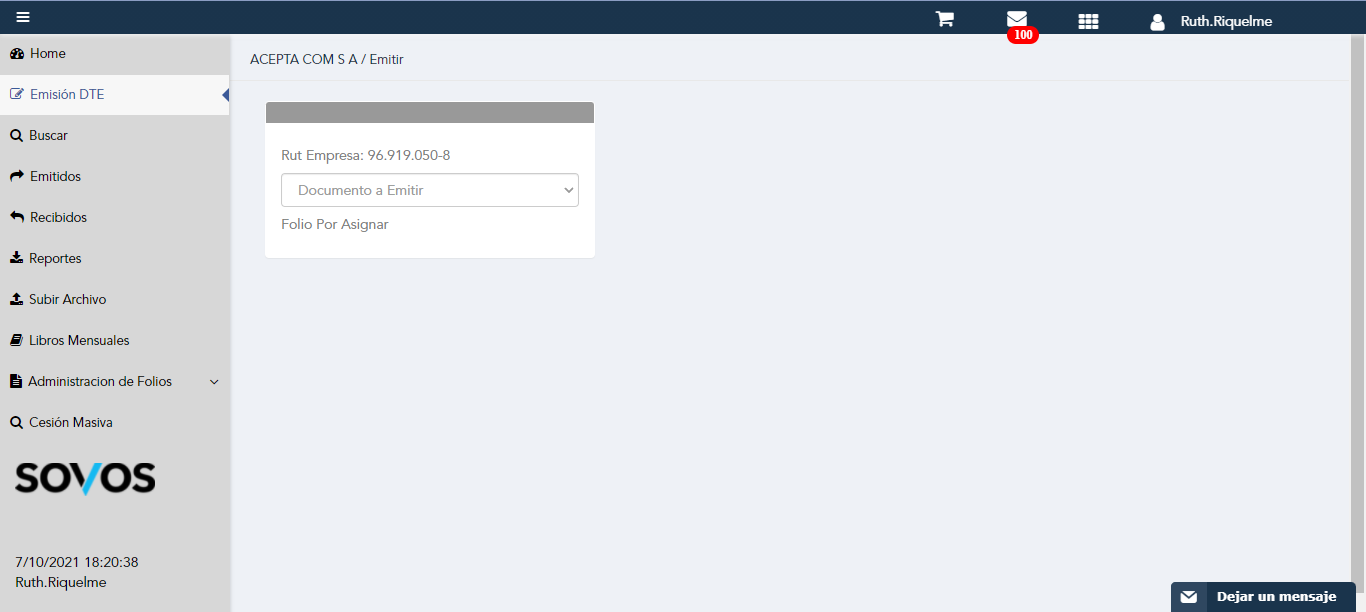 Ruth.Riquelme
100
Home
Emisión DTE
Buscar
Emitidos
Recibidos
Reportes
Subir Archivo
Libros Mensuales
Administracion de Folios
Cesión Masiva
SOVOS
7/10/2021 18:20:38
Ruth.Riquelme
ACEPTA COM S A / Emitir
Rut Empresa: 96.919.050-8
Documento a Emitir
Folio Por Asignar
Dejar un mensaje